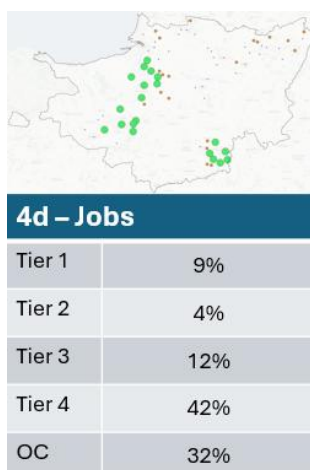 4d – Jobs
Tier 1 9%
Tier 2 4%
Tier 3 12%
Tier 4 42%
OC 32%